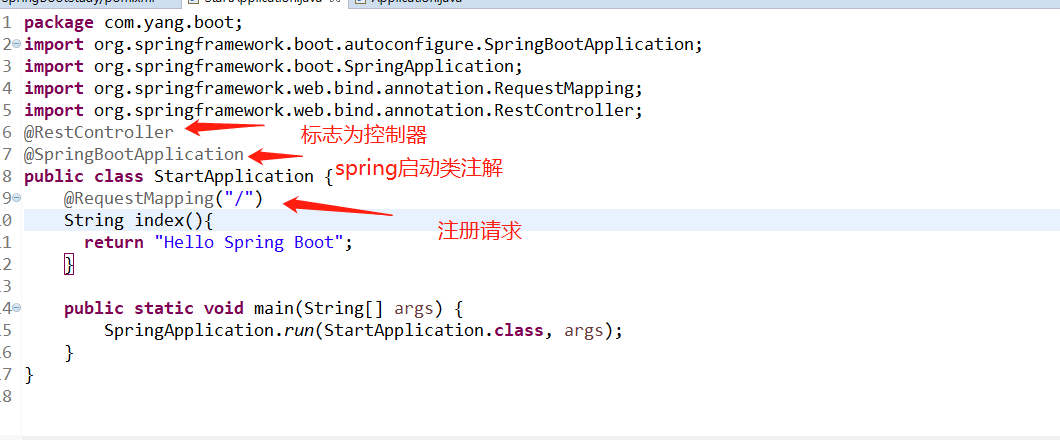 StartApplication.java
Application.java
1 package com.yang.boot;
2 import org.springframework.boot.autoconfigure.SpringBootApplication;
3 import org.springframework.boot.SpringApplication;
4 import org.springframework.web.bind.annotation.RequestMapping;
5 import org.springframework.web.bind.annotation.RestController;
6 @RestController
标志为控制器
7 @SpringBootApplication
spring启动类注解
8 public class StartApplication {
9 @RequestMapping("/")
0 String index(){
注册请求
1 return "Hello Spring Boot";
2 }
3
4 public static void main(String[] args) {
5 SpringApplication.run(StartApplication.class, args);
6 }
7 }
8